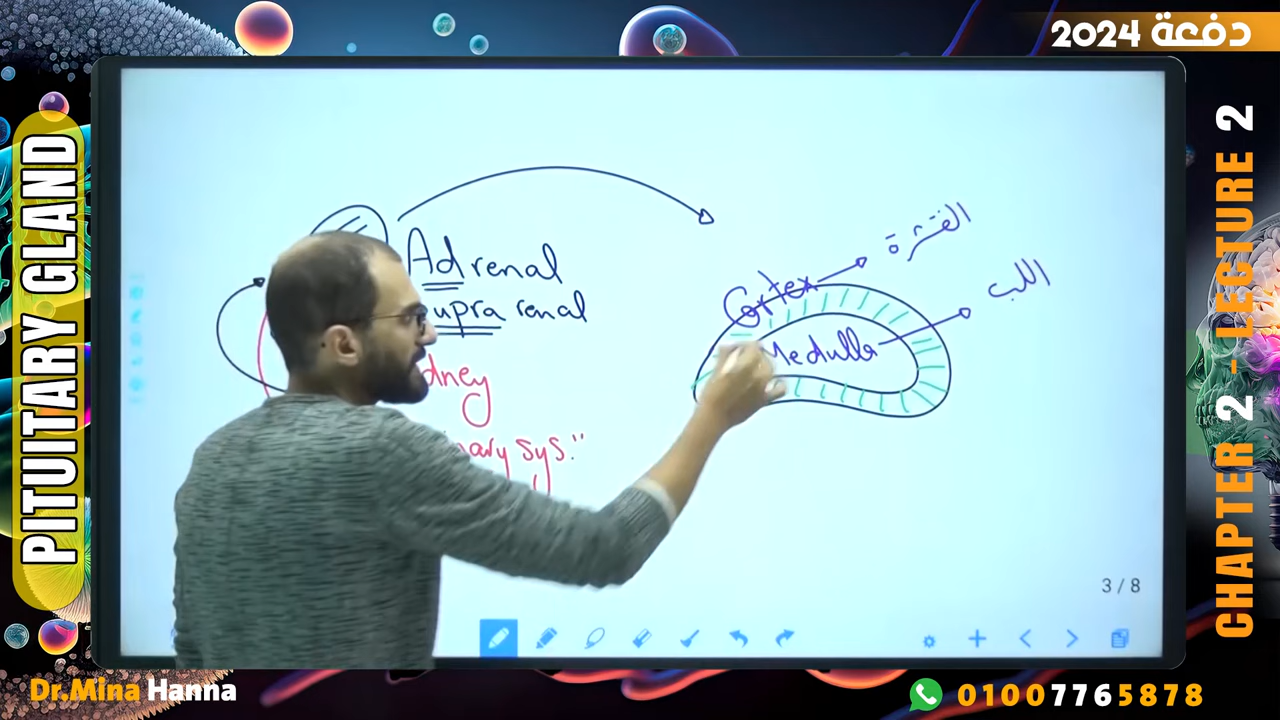 دفعة 2024
PITUITARY GLAND
CHAPTER 2 - LECTURE 2
Adrenal
upra renal
dney
nary sys."
Cortex
القشرة
Medulla
اللب
3 / 8
Dr.Mina Hanna
01007765878